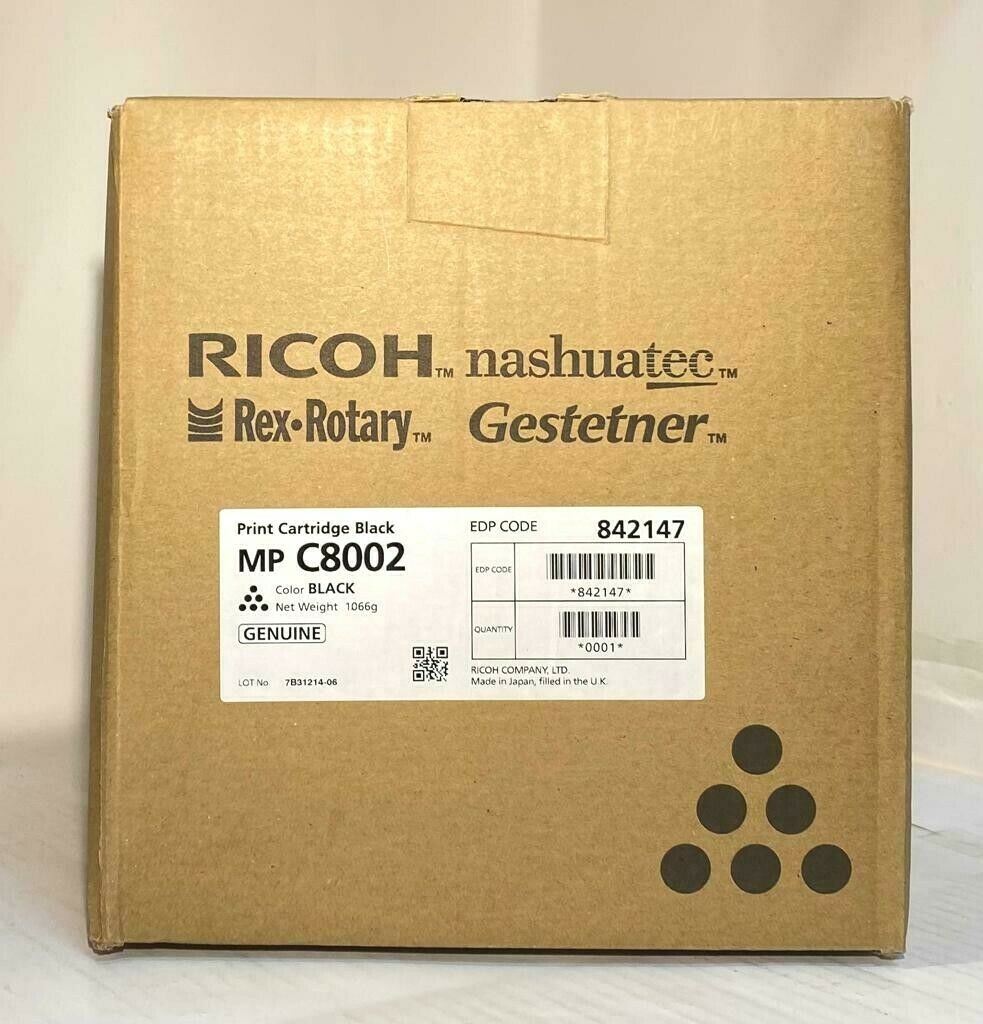 RICOH™ nashuatec™
Rex•Rotary™ Gestetner™
Print Cartridge Black
MP C8002
Color BLACK
Net Weight 1066g
GENUINE
LOT No. 7B31214-06
EDP CODE 842147
EDP CODE
*842147*
QUANTITY
*0001*
RICOH COMPANY, LTD.
Made in Japan, filled in the U.K.